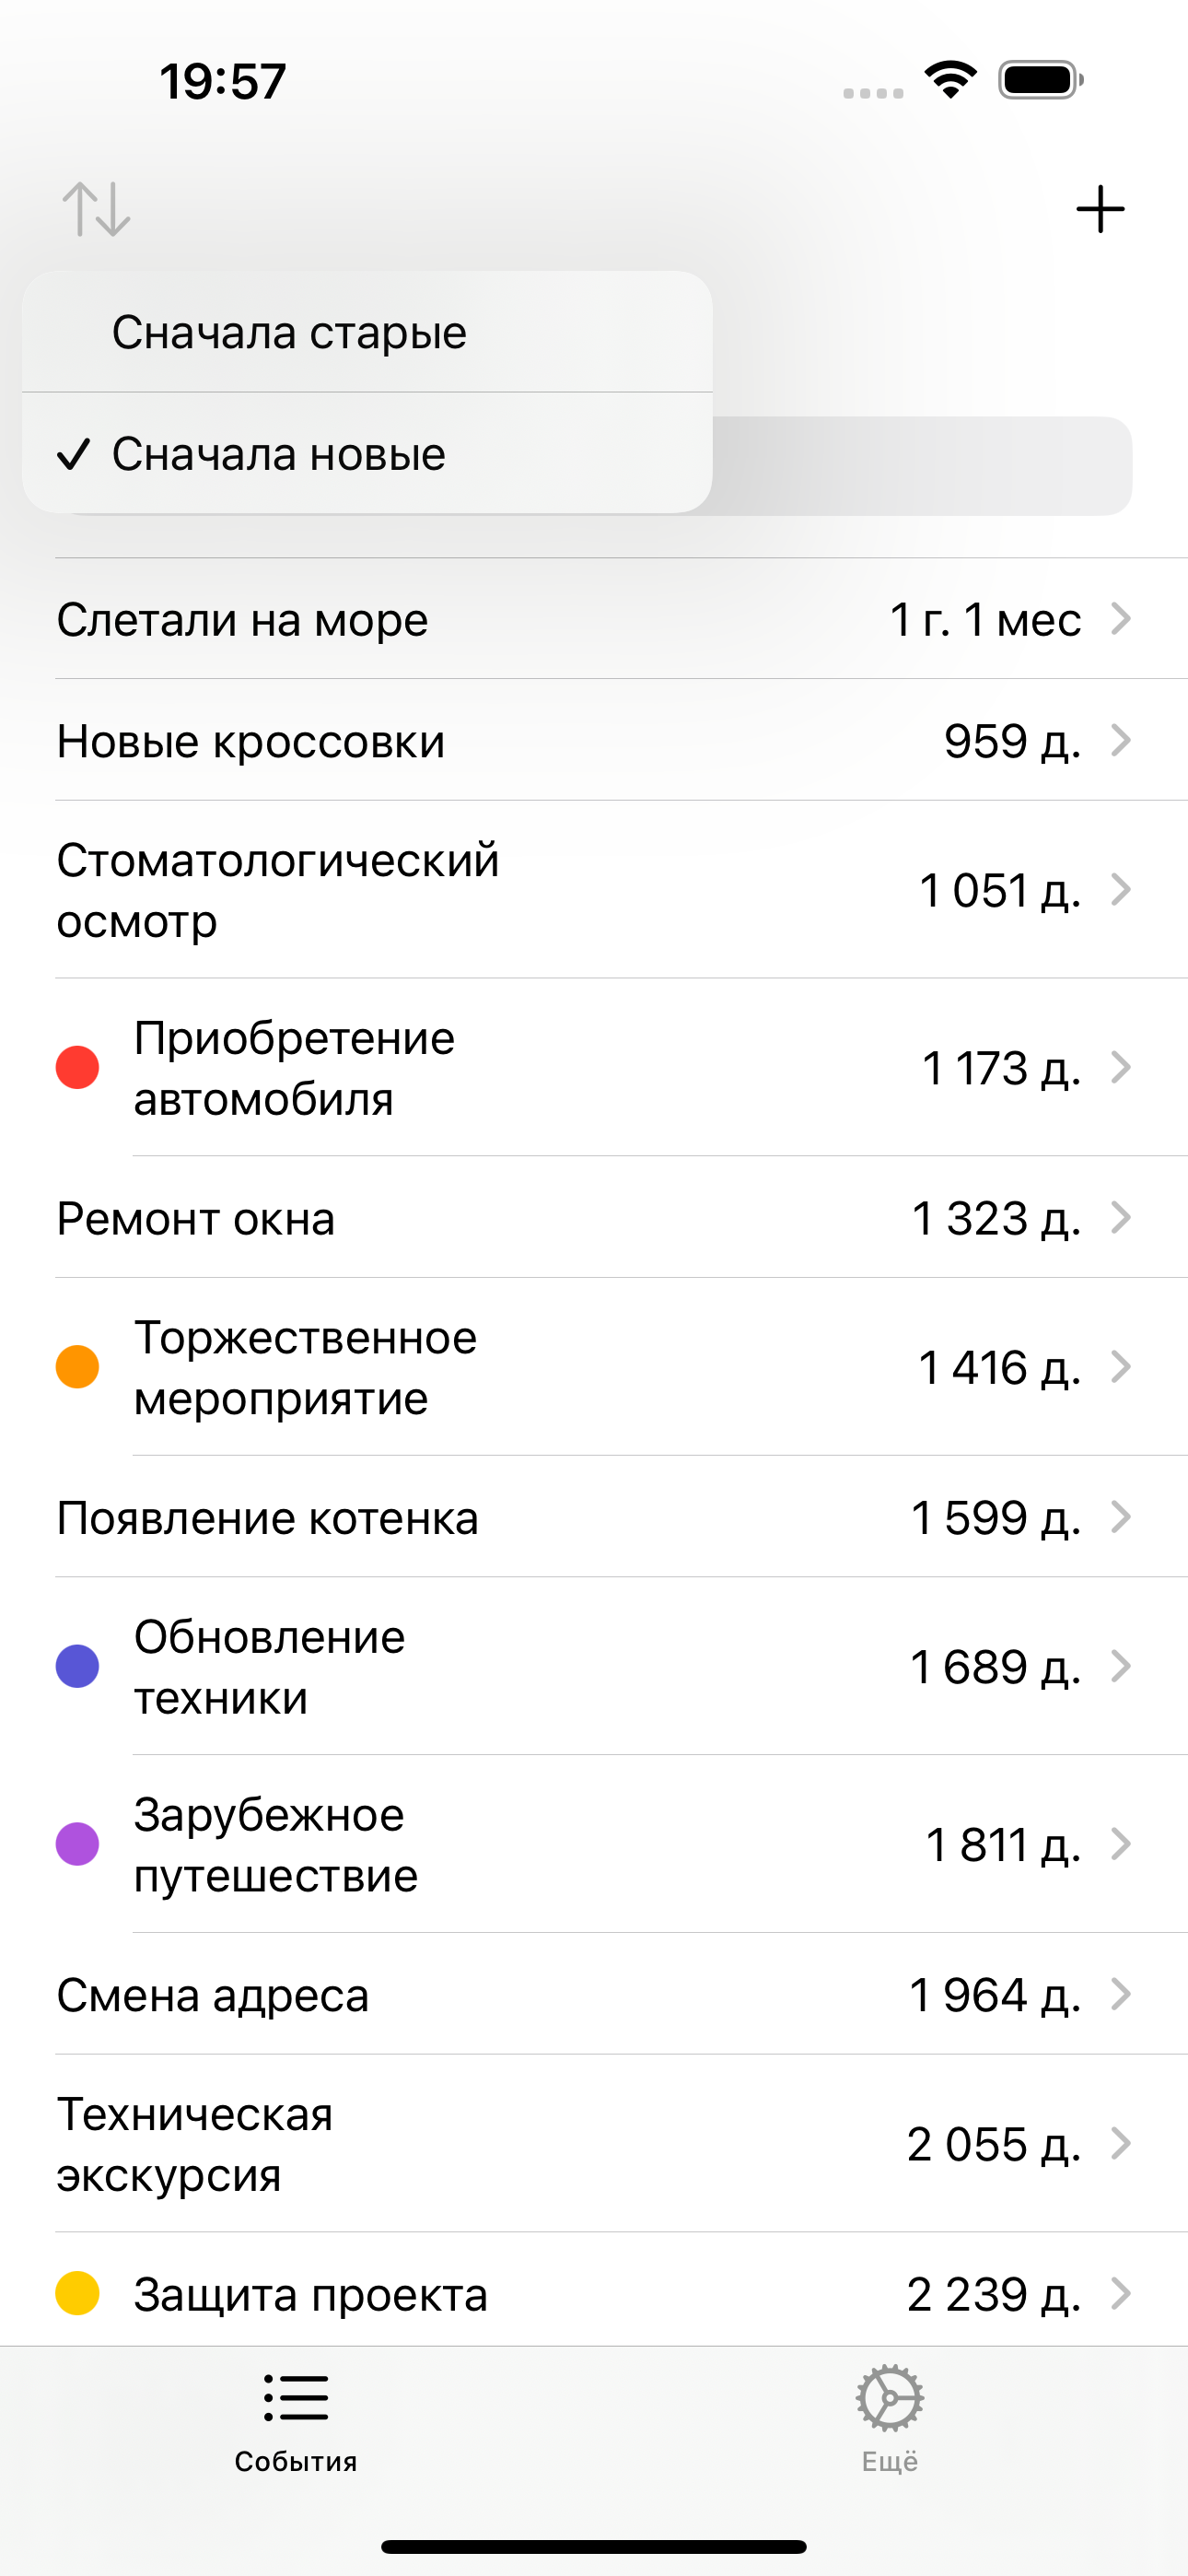 19:57
Сначала старые
Сначала новые
Слетали на море 1 г. 1 мес
Новые кроссовки 959 д.
Стоматологический
осмотр
1 051 д.
Приобретение
автомобиля
1 173 д.
Ремонт окна 1 323 д.
Торжественное
мероприятие
1 416 д.
Появление котенка 1 599 д.
Обновление
техники
1 689 д.
Зарубежное
путешествие
1 811 д.
Смена адреса 1 964 д.
Техническая
экскурсия
2 055 д.
Защита проекта 2 239 д.
События Ещё